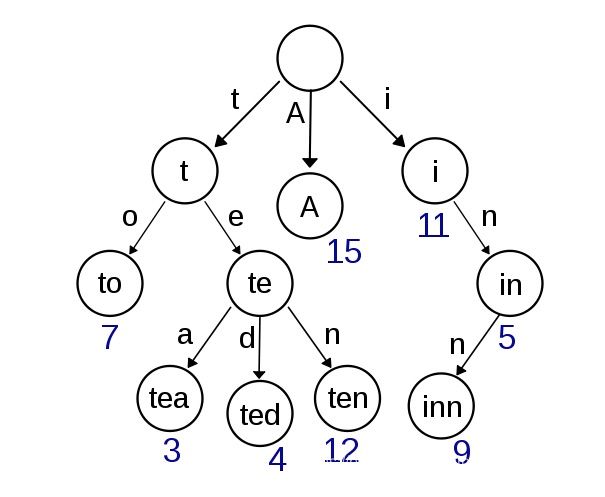 t A i
t A i
15 11
o e n
to te in
7 5
a d n n
tea ted ten inn
3 4 12 9